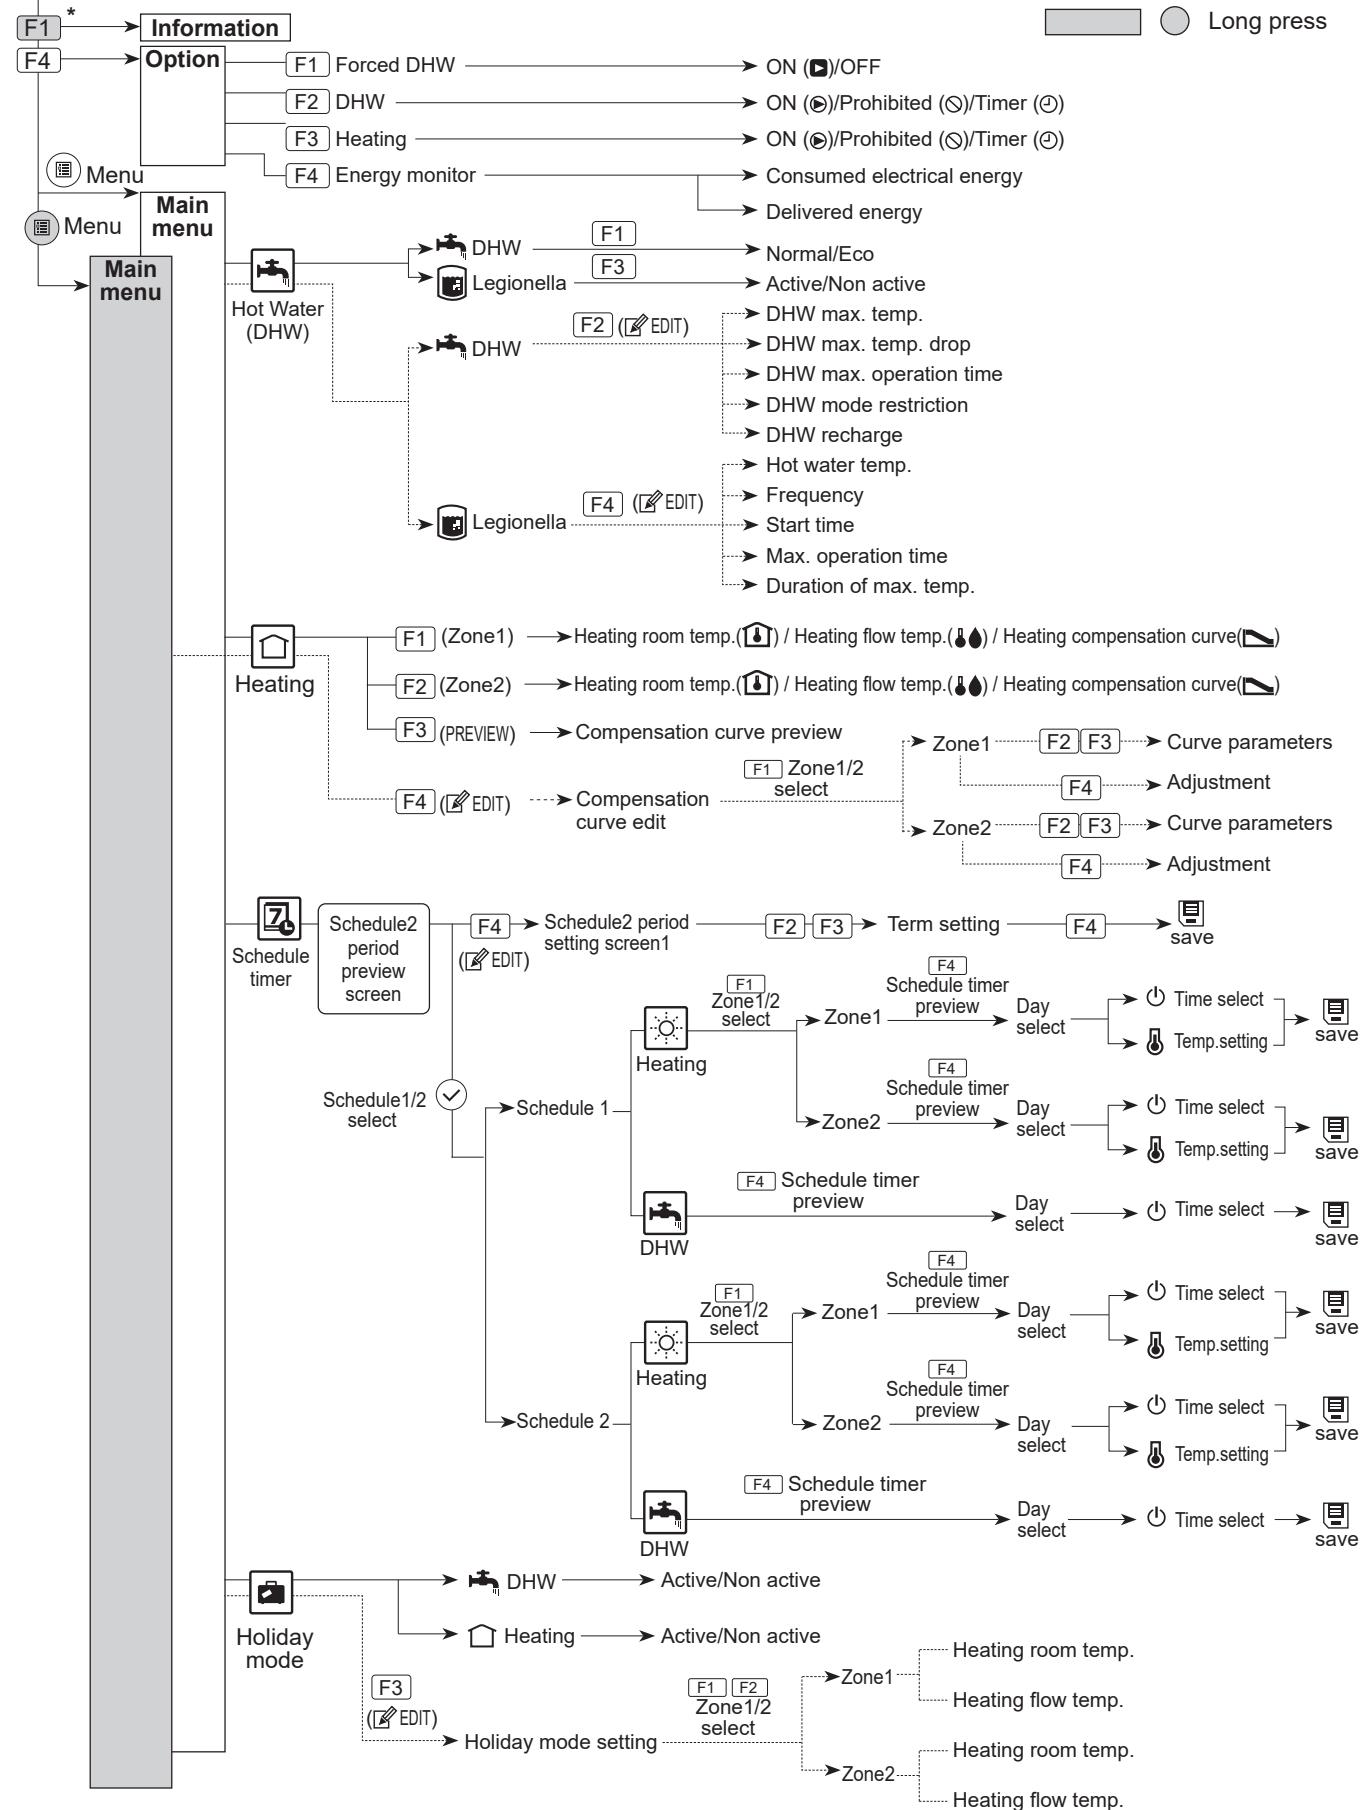 F1 * Information
Long press
F4 Option
F1 Forced DHW ON ( )/OFF
F2 DHW ON ( )/Prohibited ( )/Timer ( )
F3 Heating ON ( )/Prohibited ( )/Timer ( )
F4 Energy monitor Consumed electrical energy
Delivered energy
Menu
Main
menu
Menu
Main
menu
Hot Water
(DHW)
DHW F1 Normal/Eco
Legionella F3 Active/Non active
DHW F2 ( EDIT)
DHW max. temp.
DHW max. temp. drop
DHW max. operation time
DHW mode restriction
DHW recharge
Legionella F4 ( EDIT)
Hot water temp.
Frequency
Start time
Max. operation time
Duration of max. temp.
Heating
F1 (Zone1) Heating room temp.( ) / Heating flow temp.( ) / Heating compensation curve( )
F2 (Zone2) Heating room temp.( ) / Heating flow temp.( ) / Heating compensation curve( )
F3 (PREVIEW) Compensation curve preview
F4 ( EDIT) Compensation
curve edit
F1 Zone1/2
select
Zone1 F2 F3 Curve parameters
F4 Adjustment
Zone2 F2 F3 Curve parameters
F4 Adjustment
7
Schedule
timer
Schedule2
period
preview
screen
F4
( EDIT)
Schedule2 period
setting screen1
F2 F3 Term setting F4 save
Schedule1/2
select
Schedule 1
Heating
F1
Zone1/2
select
Zone1
F4
Schedule timer
preview
Day
select
Time select
Temp.setting
save
Zone2
F4
Schedule timer
preview
Day
select
Time select
Temp.setting
save
DHW
F4 Schedule timer
preview
Day
select
Time select
save
Schedule 2
Heating
F1
Zone1/2
select
Zone1
F4
Schedule timer
preview
Day
select
Time select
Temp.setting
save
Zone2
F4
Schedule timer
preview
Day
select
Time select
Temp.setting
save
DHW
F4 Schedule timer
preview
Day
select
Time select
save
Holiday
mode
DHW Active/Non active
Heating Active/Non active
F3
( EDIT)
Holiday mode setting
F1 F2
Zone1/2
select
Zone1
Heating room temp.
Heating flow temp.
Zone2
Heating room temp.
Heating flow temp.